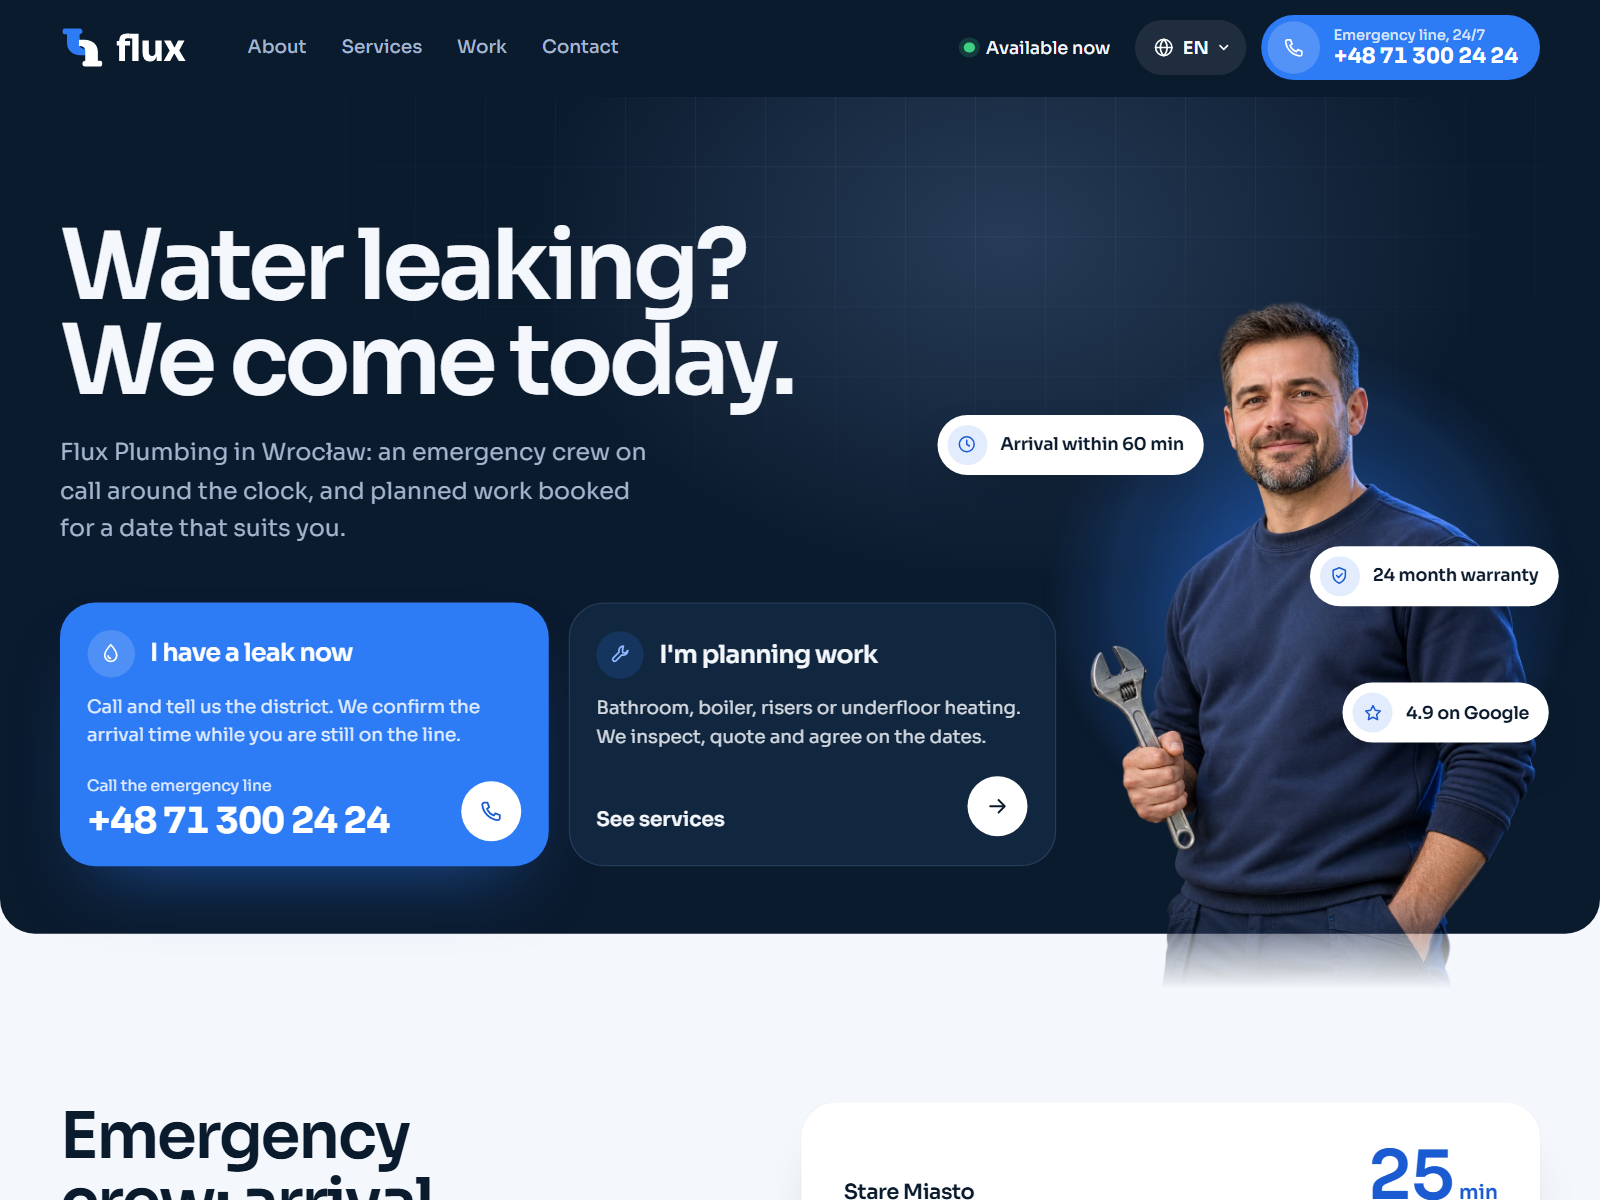 flux
About
Services
Work
Contact
Available now
EN
Emergency line, 24/7
+48 71 300 24 24
Water leaking?
We come today.
Flux Plumbing in Wrocław: an emergency crew on
call around the clock, and planned work booked
for a date that suits you.
Arrival within 60 min
24 month warranty
4.9 on Google
I have a leak now
Call and tell us the district. We confirm the
arrival time while you are still on the line.
Call the emergency line
+48 71 300 24 24
I'm planning work
Bathroom, boiler, risers or underfloor heating.
We inspect, quote and agree on the dates.
See services
Emergency
crew: arrival
Stare Miasto
25 min